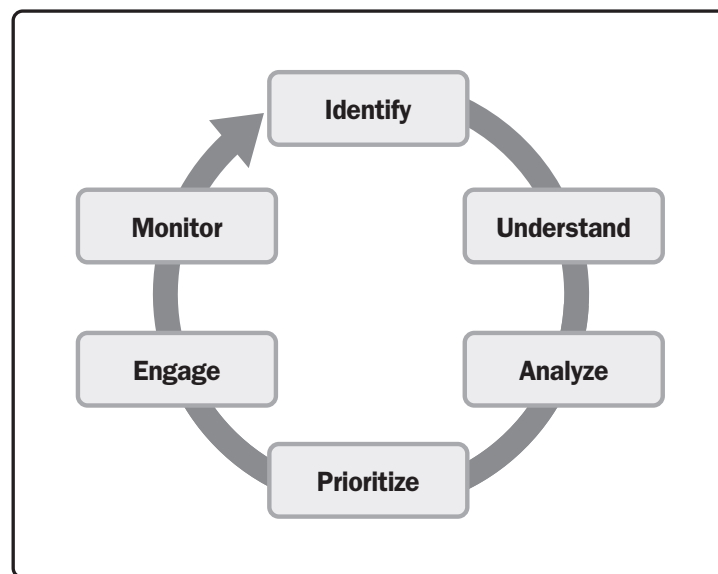 Identify
Understand
Analyze
Prioritize
Engage
Monitor